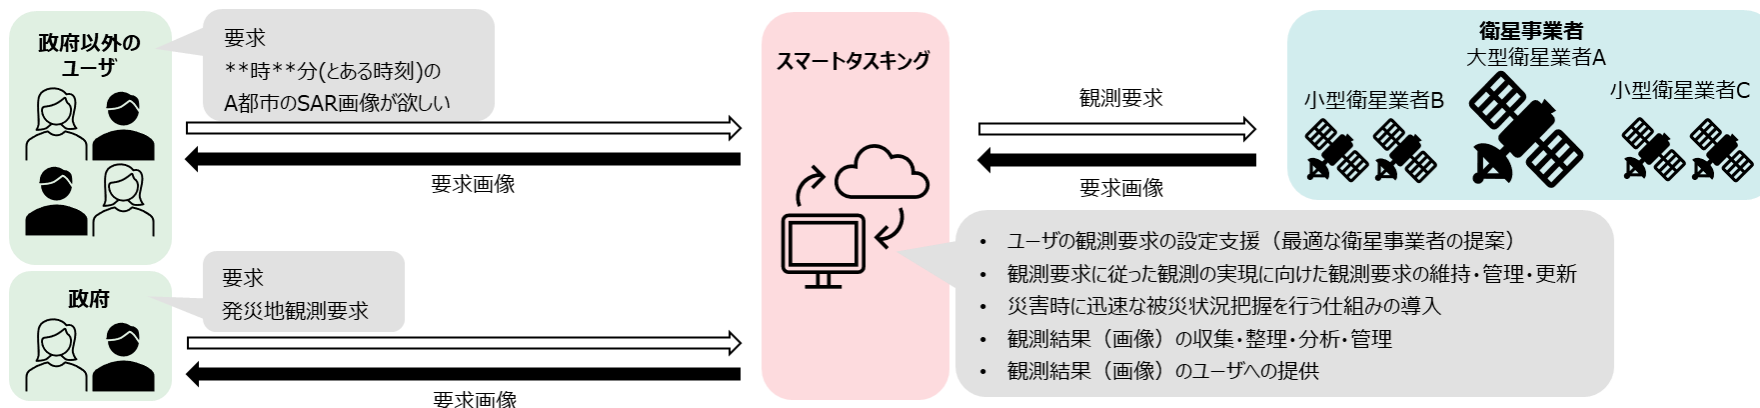 政府以外の
ユーザ
要求
**時**分(とある時刻)の
A都市のSAR画像が欲しい
要求画像
政府
要求
発災地観測要求
要求画像
スマートタスキング
観測要求
要求画像
衛星事業者
大型衛星業者A
小型衛星業者B
小型衛星業者C
• ユーザの観測要求の設定支援（最適な衛星事業者の提案）
• 観測要求に従った観測の実現に向けた観測要求の維持・管理・更新
• 災害時に迅速な被災状況把握を行う仕組みの導入
• 観測結果（画像）の収集・整理・分析・管理
• 観測結果（画像）のユーザへの提供